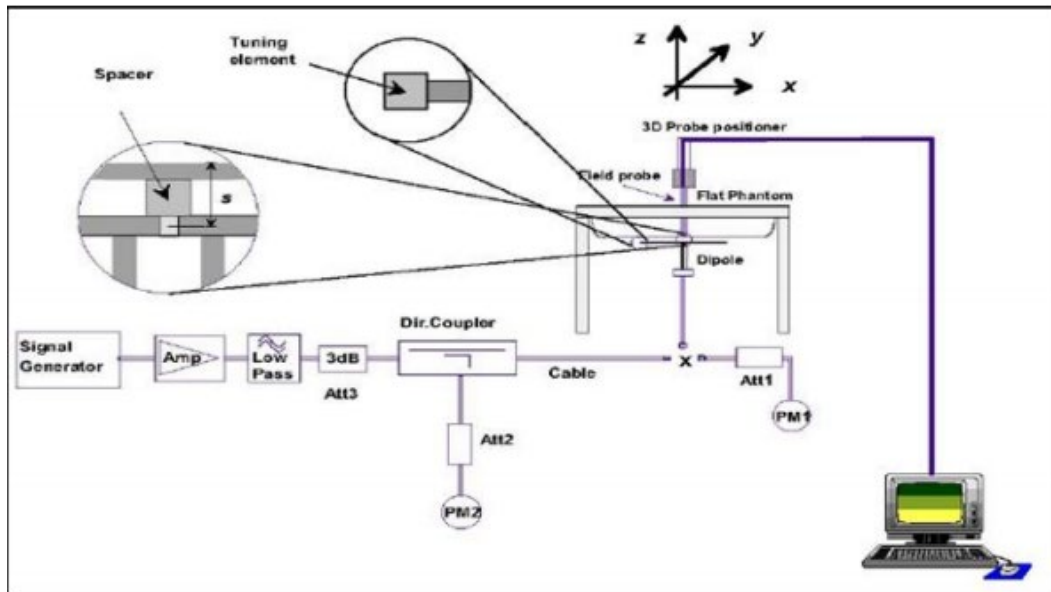 Tuning
element
Spacer
s
z
y
x
3D Probe positioner
Field probe
Flat Phantom
Dipole
Signal
Generator
Amp
Low
Pass
3dB
Att3
Dir.Coupler
Cable
x
Att1
PM1
Att2
PM2